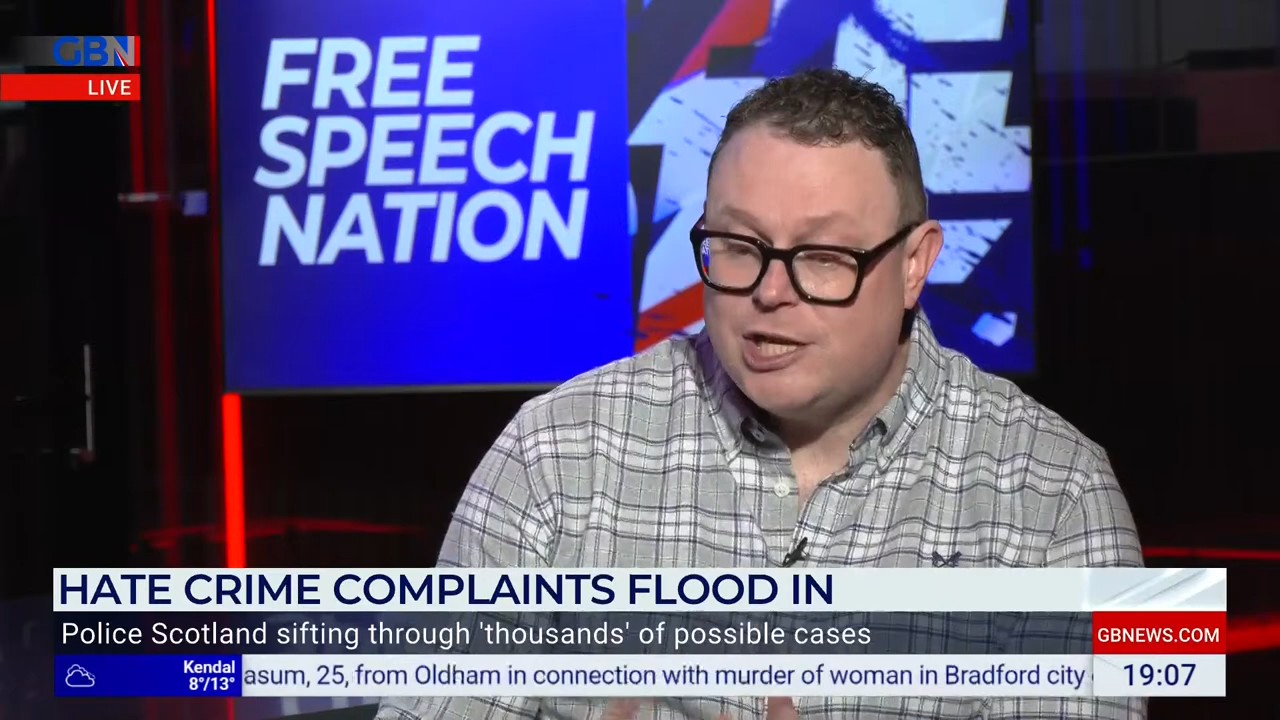 GBN
LIVE
FREE
SPEECH
NATION
HATE CRIME COMPLAINTS FLOOD IN
Police Scotland sifting through 'thousands' of possible cases
GBNEWS.COM
Kendal
8°/13°
asum, 25, from Oldham in connection with murder of woman in Bradford city
19:07